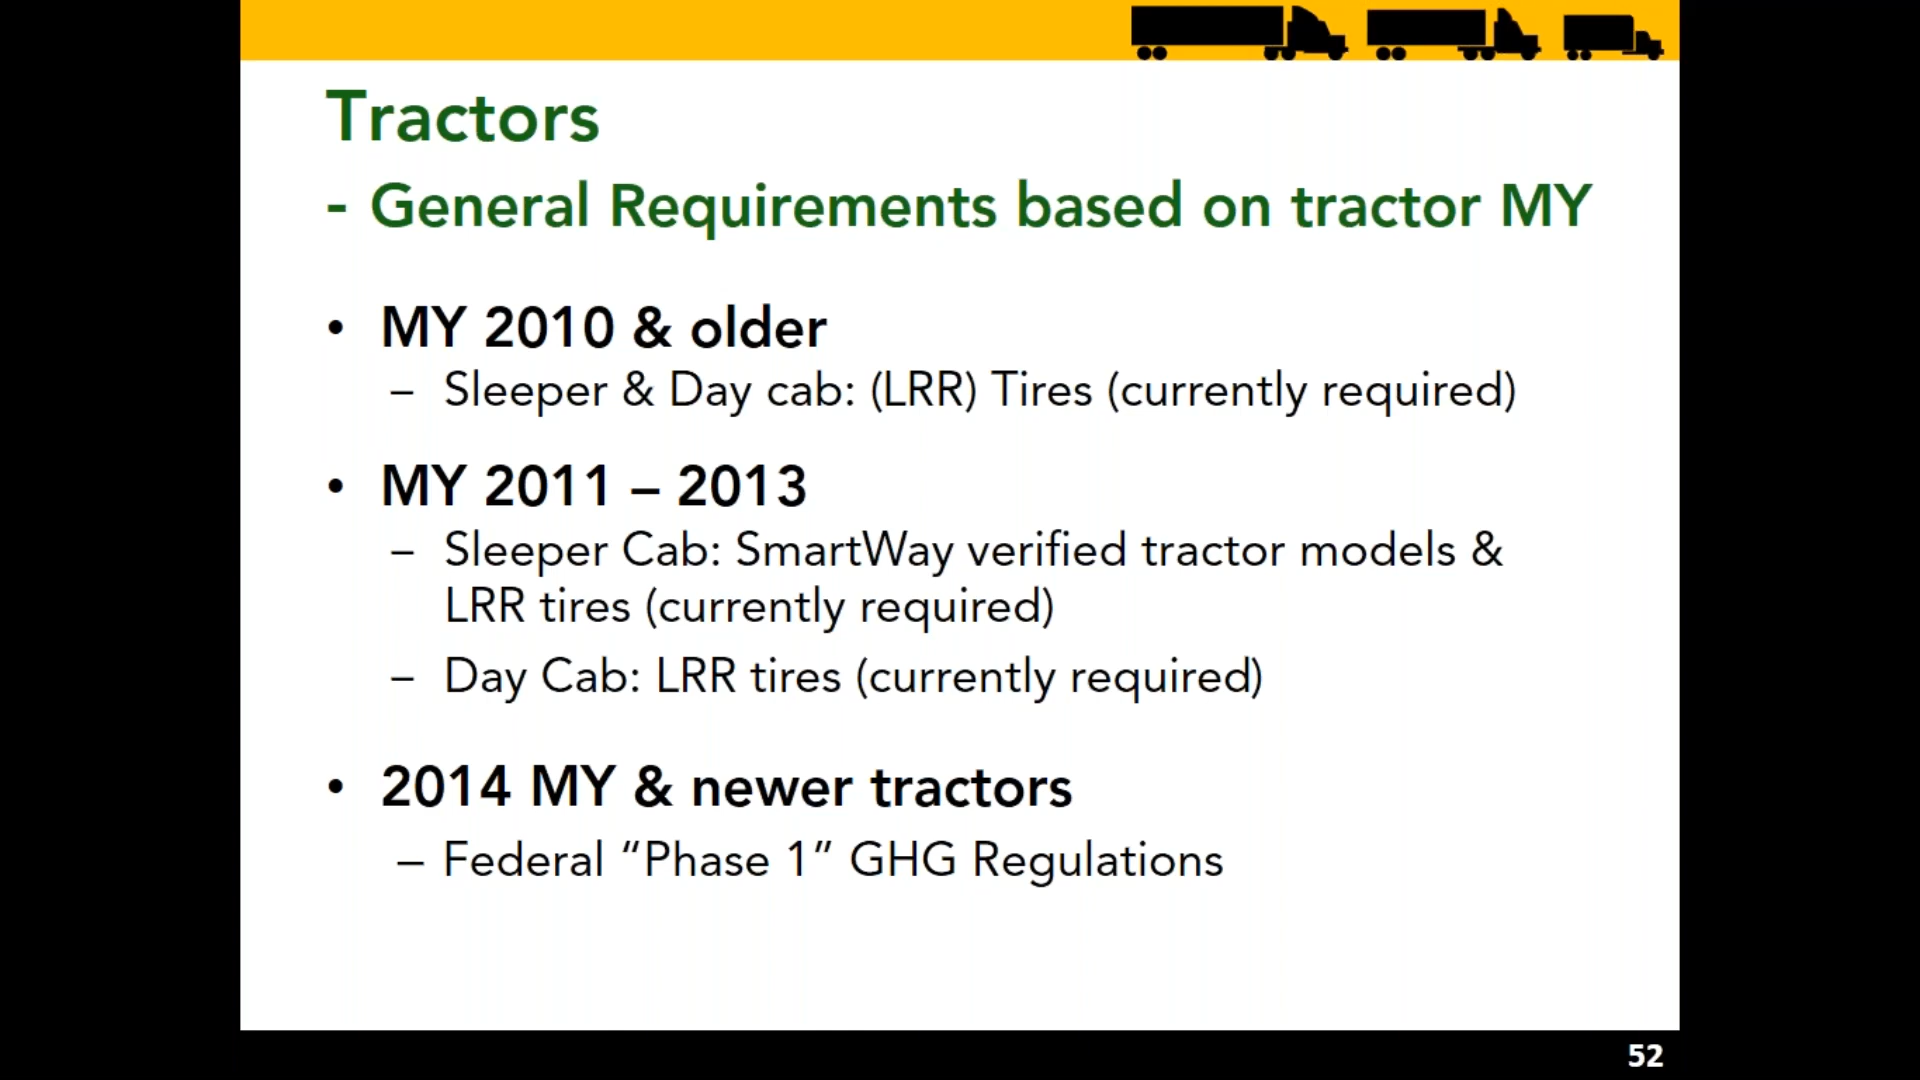 Tractors
- General Requirements based on tractor MY
• MY 2010 & older
– Sleeper & Day cab: (LRR) Tires (currently required)
• MY 2011 – 2013
– Sleeper Cab: SmartWay verified tractor models &
LRR tires (currently required)
– Day Cab: LRR tires (currently required)
• 2014 MY & newer tractors
– Federal “Phase 1” GHG Regulations
52